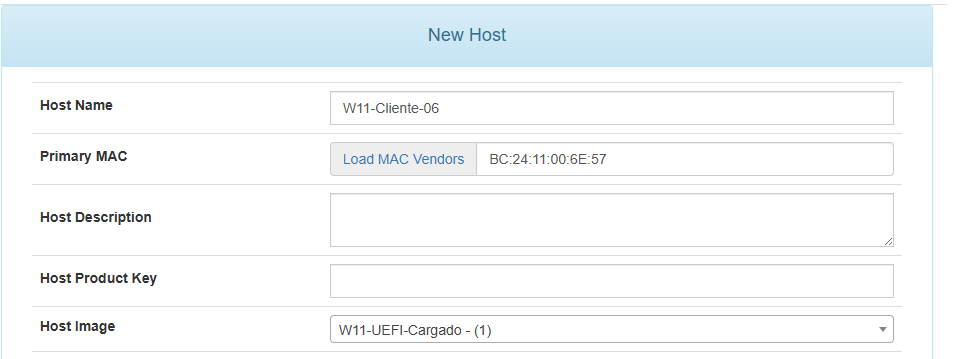 New Host
Host Name W11-Cliente-06
Primary MAC Load MAC Vendors BC:24:11:00:6E:57
Host Description
Host Product Key
Host Image W11-UEFI-Cargado - (1)